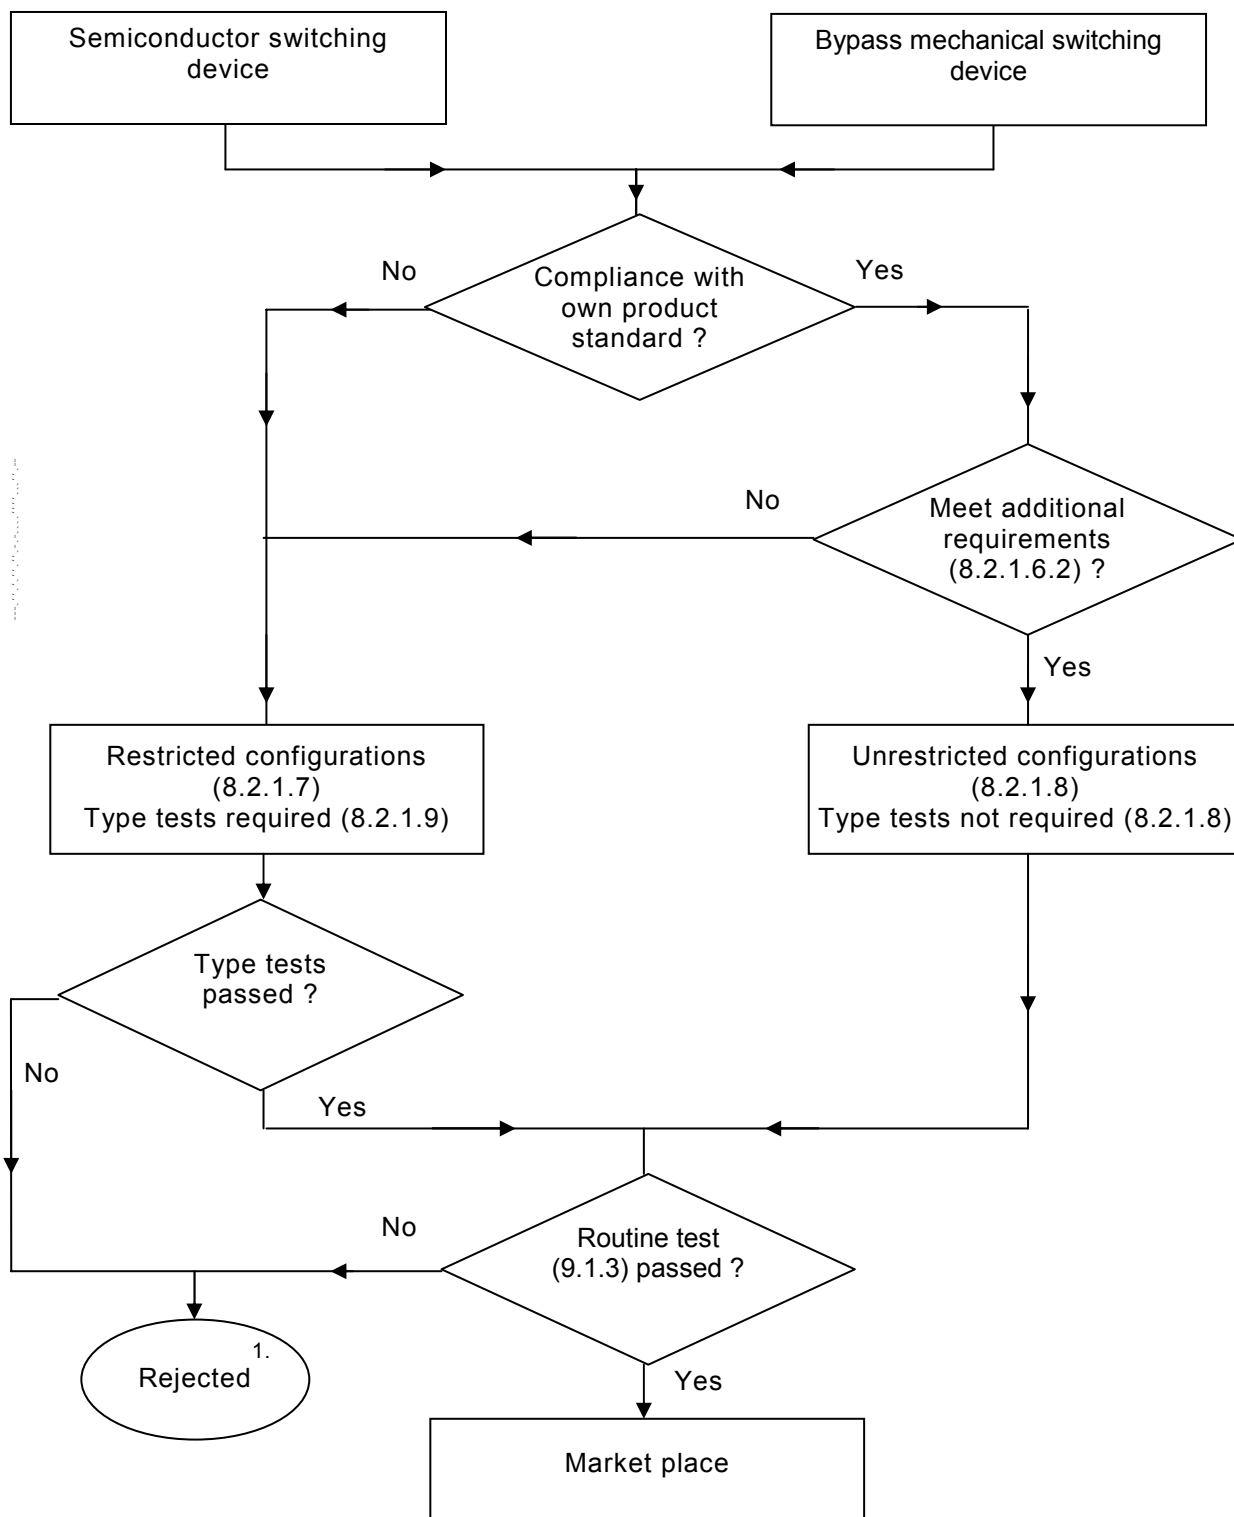 Semiconductor switching
device
Bypass mechanical switching
device
No
Compliance with
own product
standard ?
Yes
No
Meet additional
requirements
(8.2.1.6.2) ?
Yes
Restricted configurations
(8.2.1.7)
Type tests required (8.2.1.9)
Unrestricted configurations
(8.2.1.8)
Type tests not required (8.2.1.8)
Type tests
passed ?
No
Yes
No
Routine test
(9.1.3) passed ?
1.
Rejected
Yes
Market place